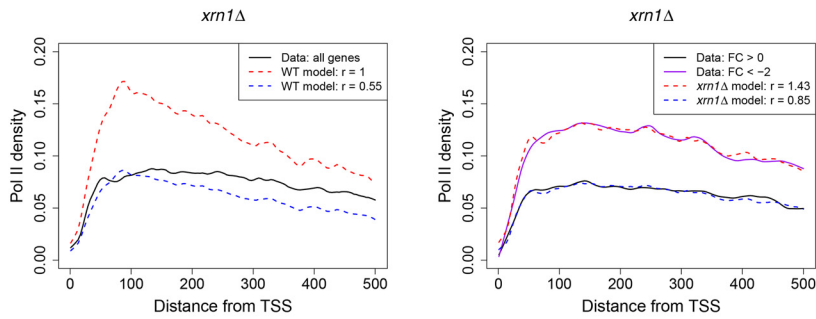 xrn1Δ
Pol II density
0.20
0.15
0.10
0.05
0.00
Data: all genes
WT model: r = 1
WT model: r = 0.55
0 100 200 300 400 500
Distance from TSS
xrn1Δ
Pol II density
0.20
0.15
0.10
0.05
0.00
Data: FC > 0
Data: FC < −2
xrn1Δ model: r = 1.43
xrn1Δ model: r = 0.85
0 100 200 300 400 500
Distance from TSS